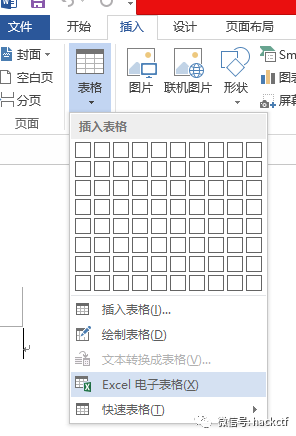 文件 开始 插入 设计 页面布局
封面
空白页
分页
页面
表格
图片 联机图片 形状
Sm
图表
屏幕
插入表格
插入表格(I)...
绘制表格(D)
文本转换成表格(V)...
Excel 电子表格(X)
快速表格(T)
微信号: hackctf